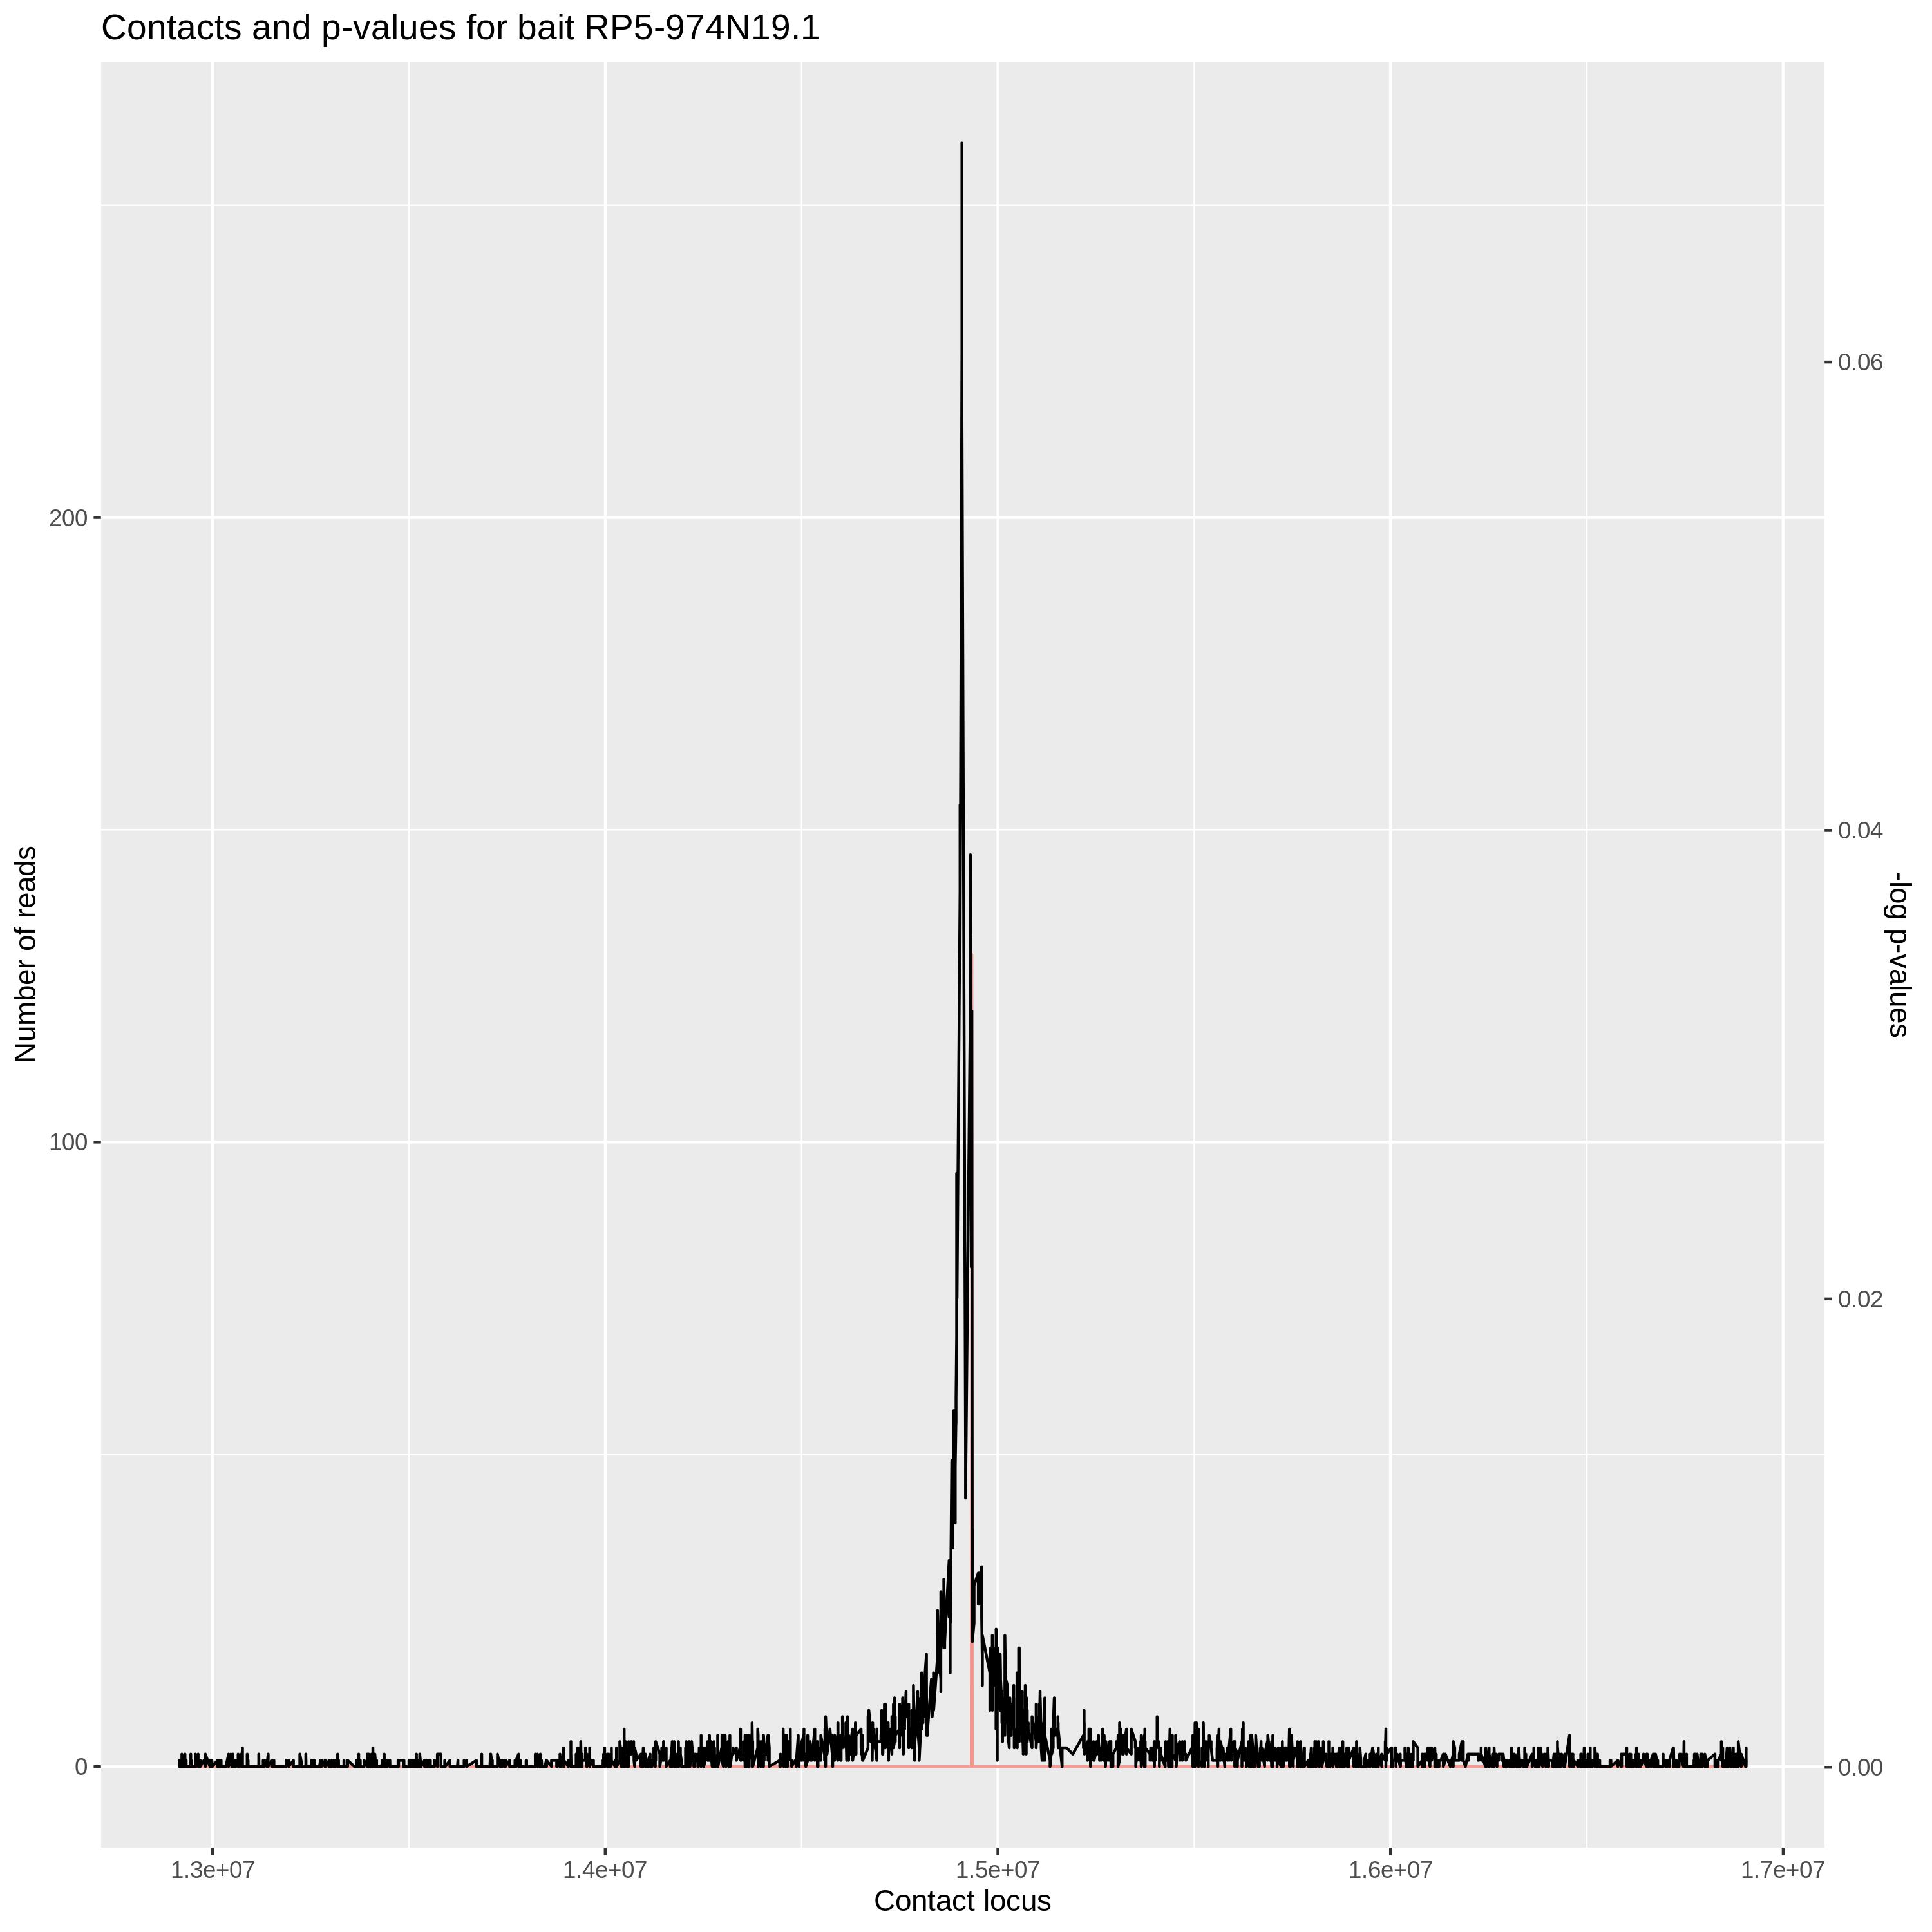 Contacts and p-values for bait RP5-974N19.1
200
100
0
Number of reads
0.06
0.04
0.02
0.00
-log p-values
1.3e+07 1.4e+07 1.5e+07 1.6e+07 1.7e+07
Contact locus